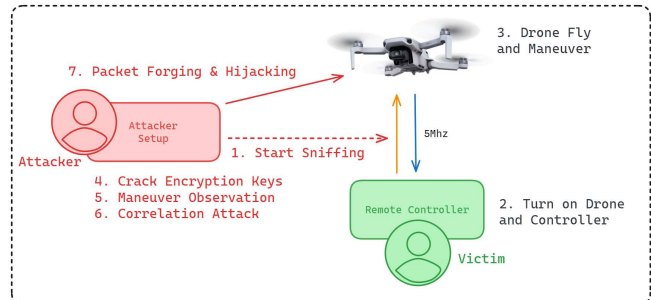 3. Drone Fly
and Maneuver
7. Packet Forging & Hijacking
Attacker
Setup
5Mhz
1. Start Sniffing
Attacker
4. Crack Encryption Keys
5. Maneuver Observation
6. Correlation Attack
Remote Controller
2. Turn on Drone
and Controller
Victim